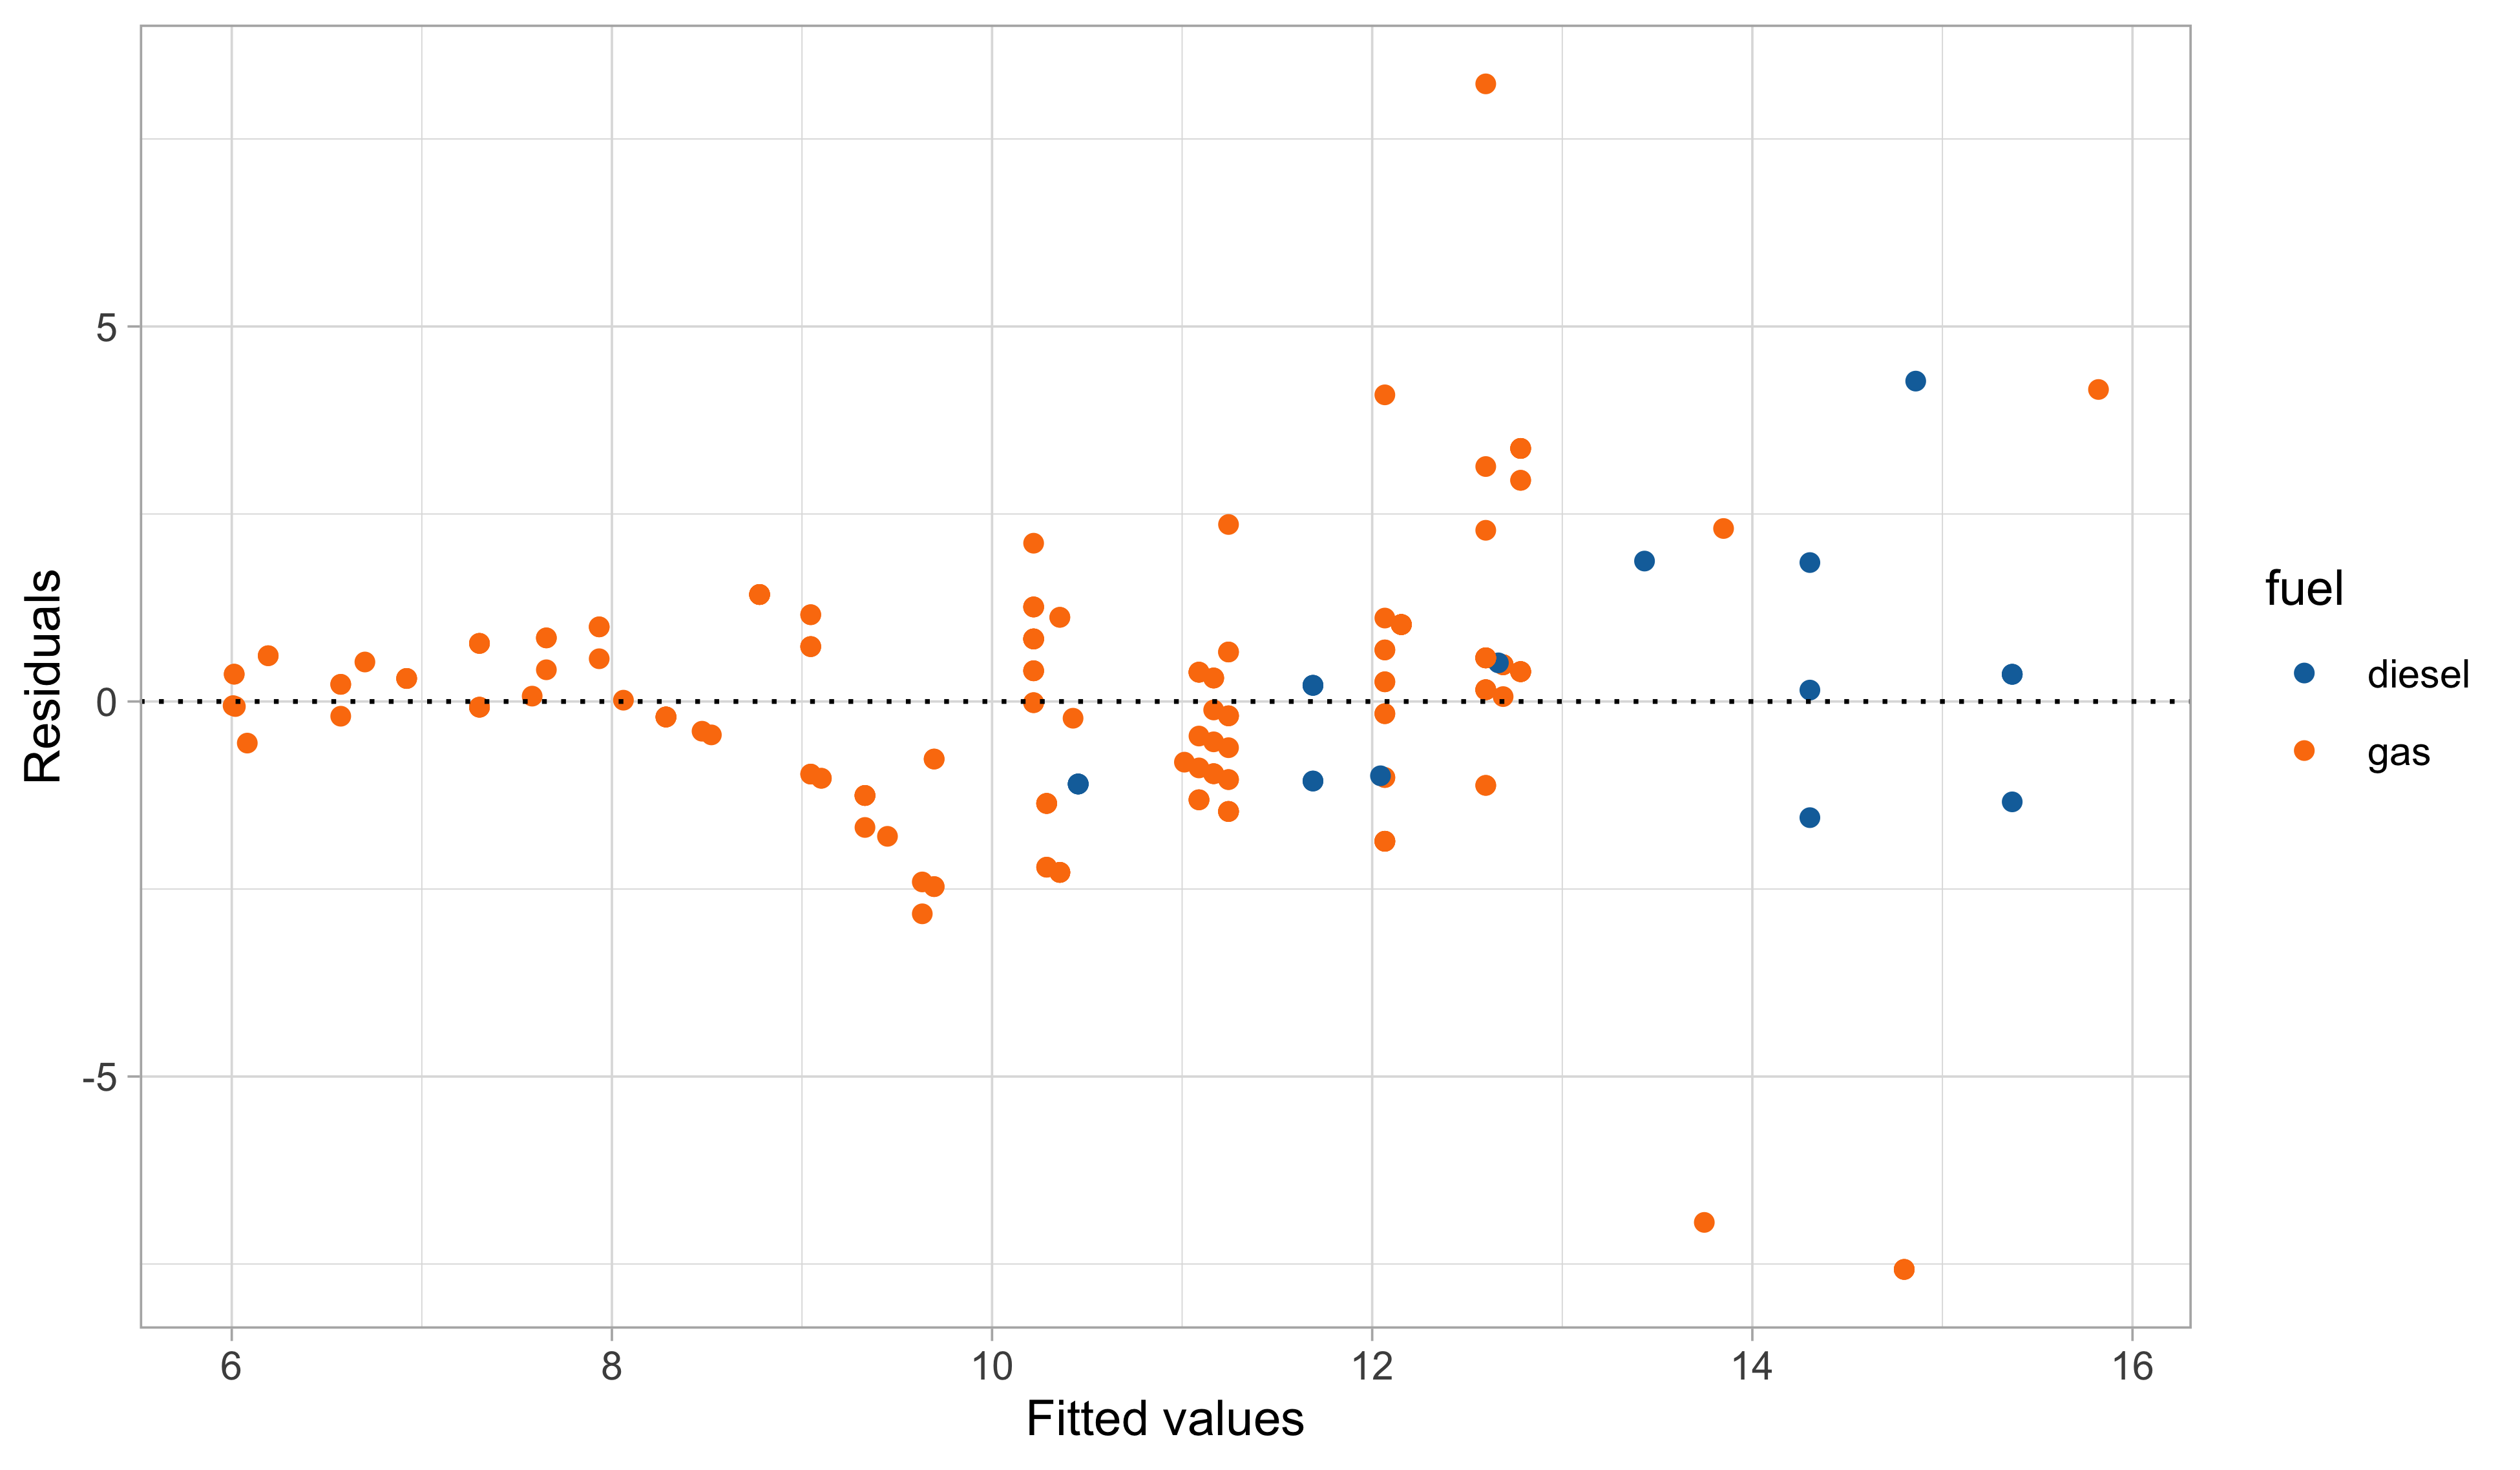 Residuals
5
0
-5
6 8 10 12 14 16
Fitted values
fuel
diesel
gas